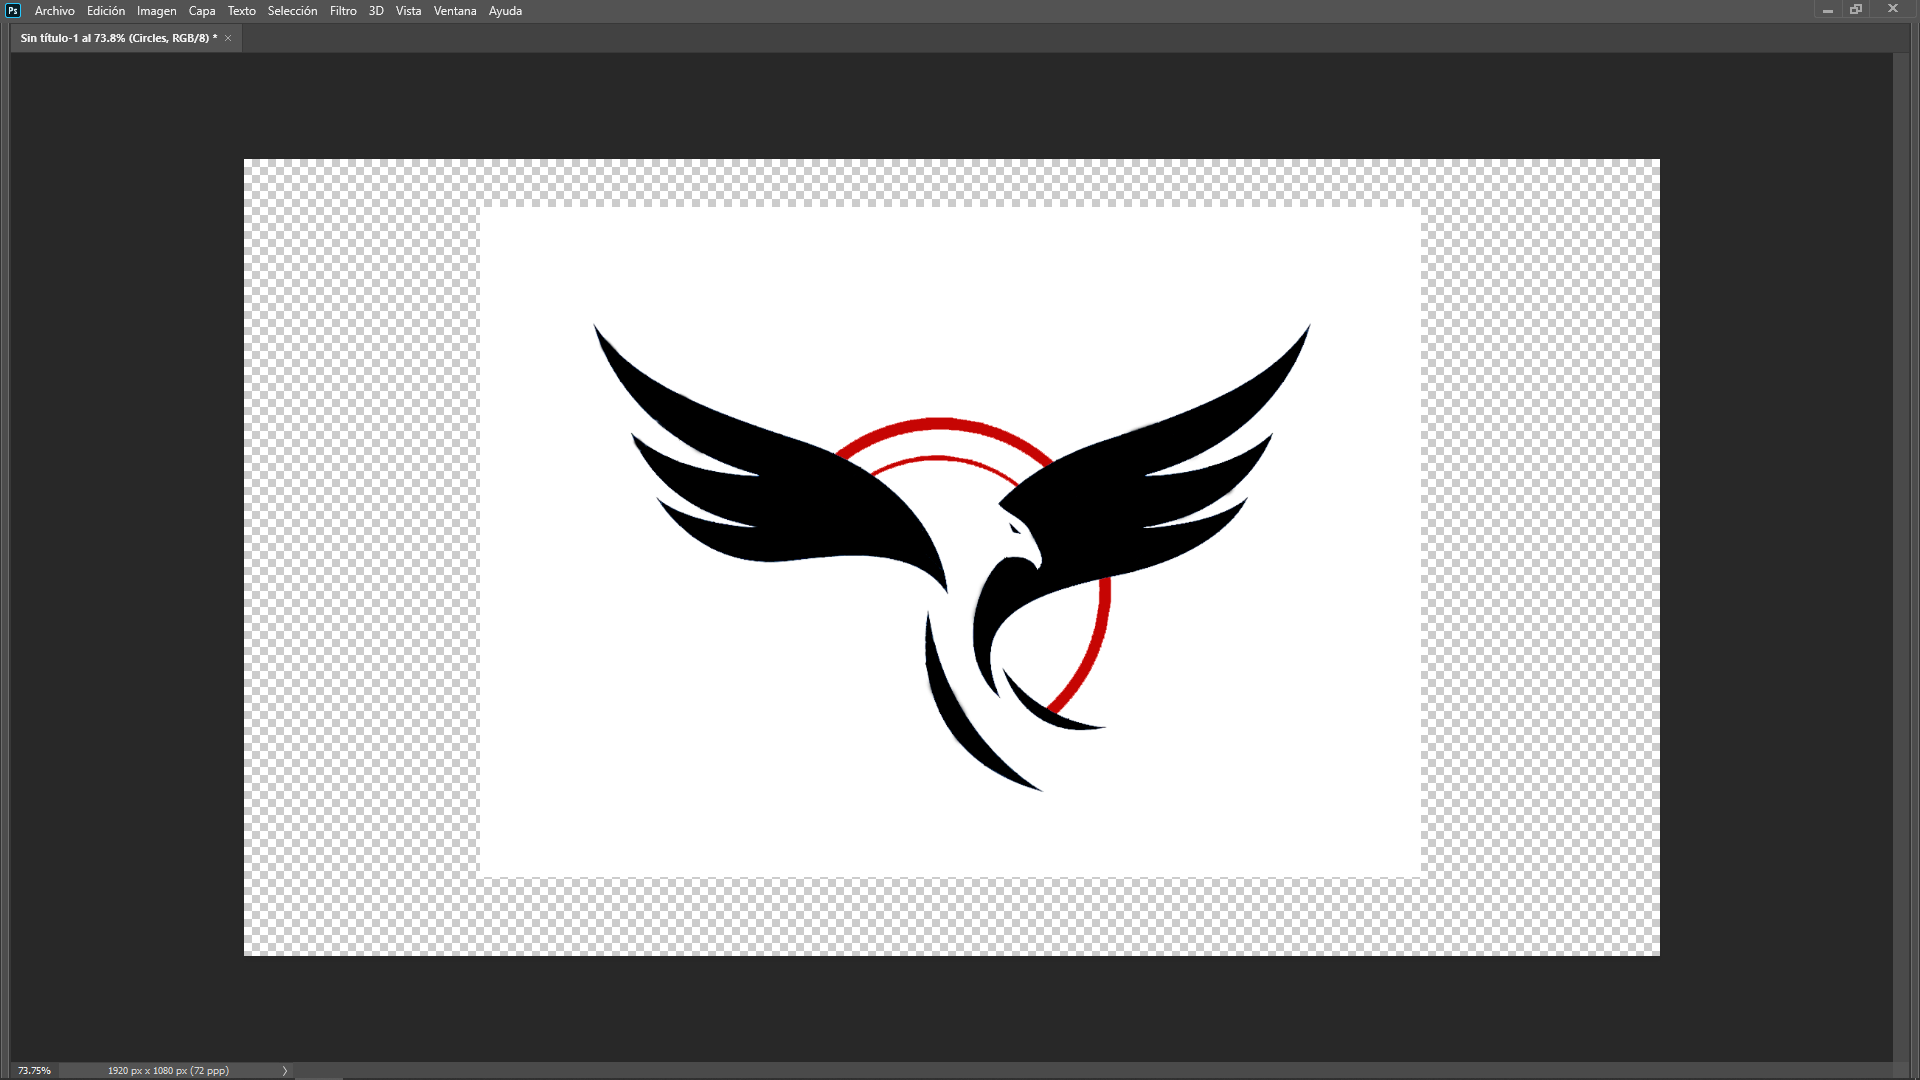 Ps Archivo Edición Imagen Capa Texto Selección Filtro 3D Vista Ventana Ayuda
Sin título-1 al 73.8% (Circles, RGB/8) *
73.75% 1920 px x 1080 px (72 ppp)